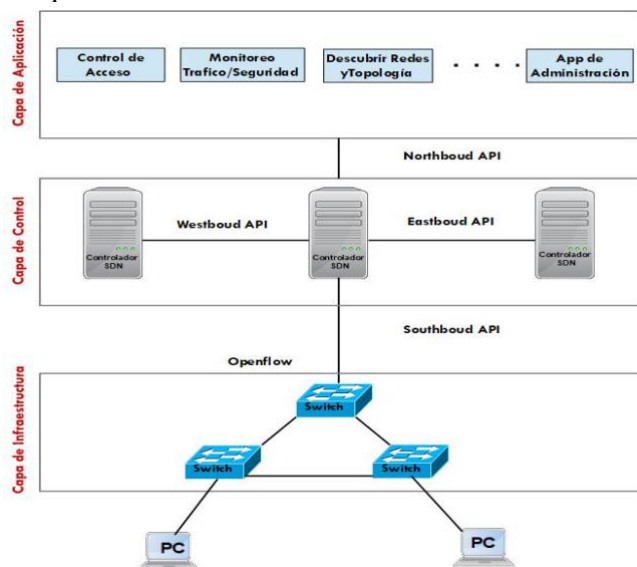 Capa de Aplicación
Control de
Acceso
Monitoreo
Trafico/Seguridad
Descubrir Redes
yTopología
. . . .
App de
Administración
Northboud API
Capa de Control
Westboud API
Eastboud API
Controlador
SDN
Controlador
SDN
Controlador
SDN
Southboud API
Openflow
Capa de Infraestructura
Switch
Switch
Switch
PC
PC